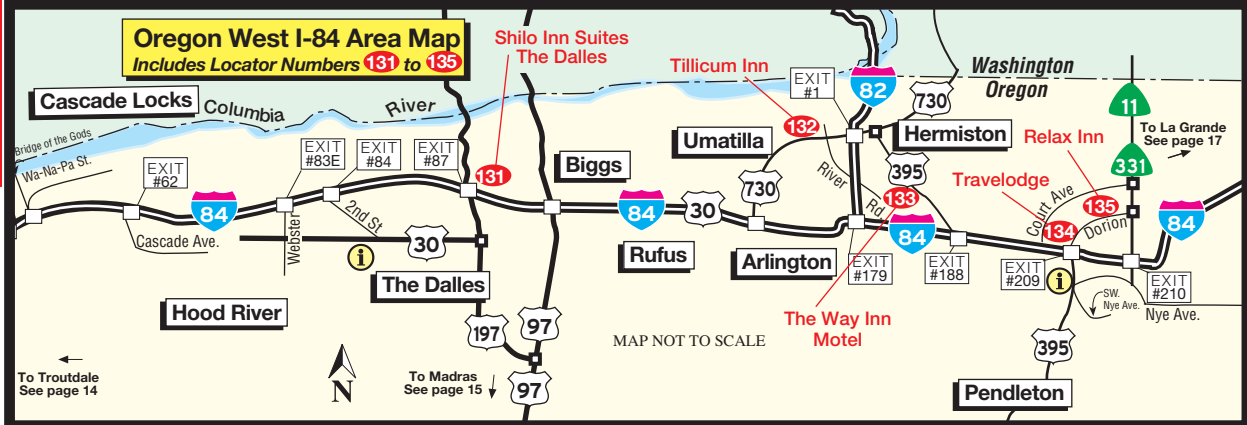 Oregon West I-84 Area Map
Includes Locator Numbers 131 to 135
Shilo Inn Suites
The Dalles
Tillicum Inn
EXIT
#1
82
Washington
Oregon
730
11
Cascade Locks
Columbia
River
Bridge of the Gods
Wa-Na-Pa St.
EXIT
#62
EXIT
#83E
EXIT
#84
EXIT
#87
131
Biggs
Umatilla
132
Hermiston
Relax Inn
To La Grande
See page 17
331
River
Rd
395
133
Travelodge
Court Ave
135
134
Dorion
84
Cascade Ave.
84
Webster
2nd St
30
i
The Dalles
84
30
Rufus
730
Arlington
84
EXIT
#179
EXIT
#188
EXIT
#209
i
EXIT
#210
SW.
Nye Ave.
Nye Ave.
Hood River
197
97
MAP NOT TO SCALE
The Way Inn
Motel
395
To Troutdale
See page 14
N
To Madras
See page 15
97
Pendleton